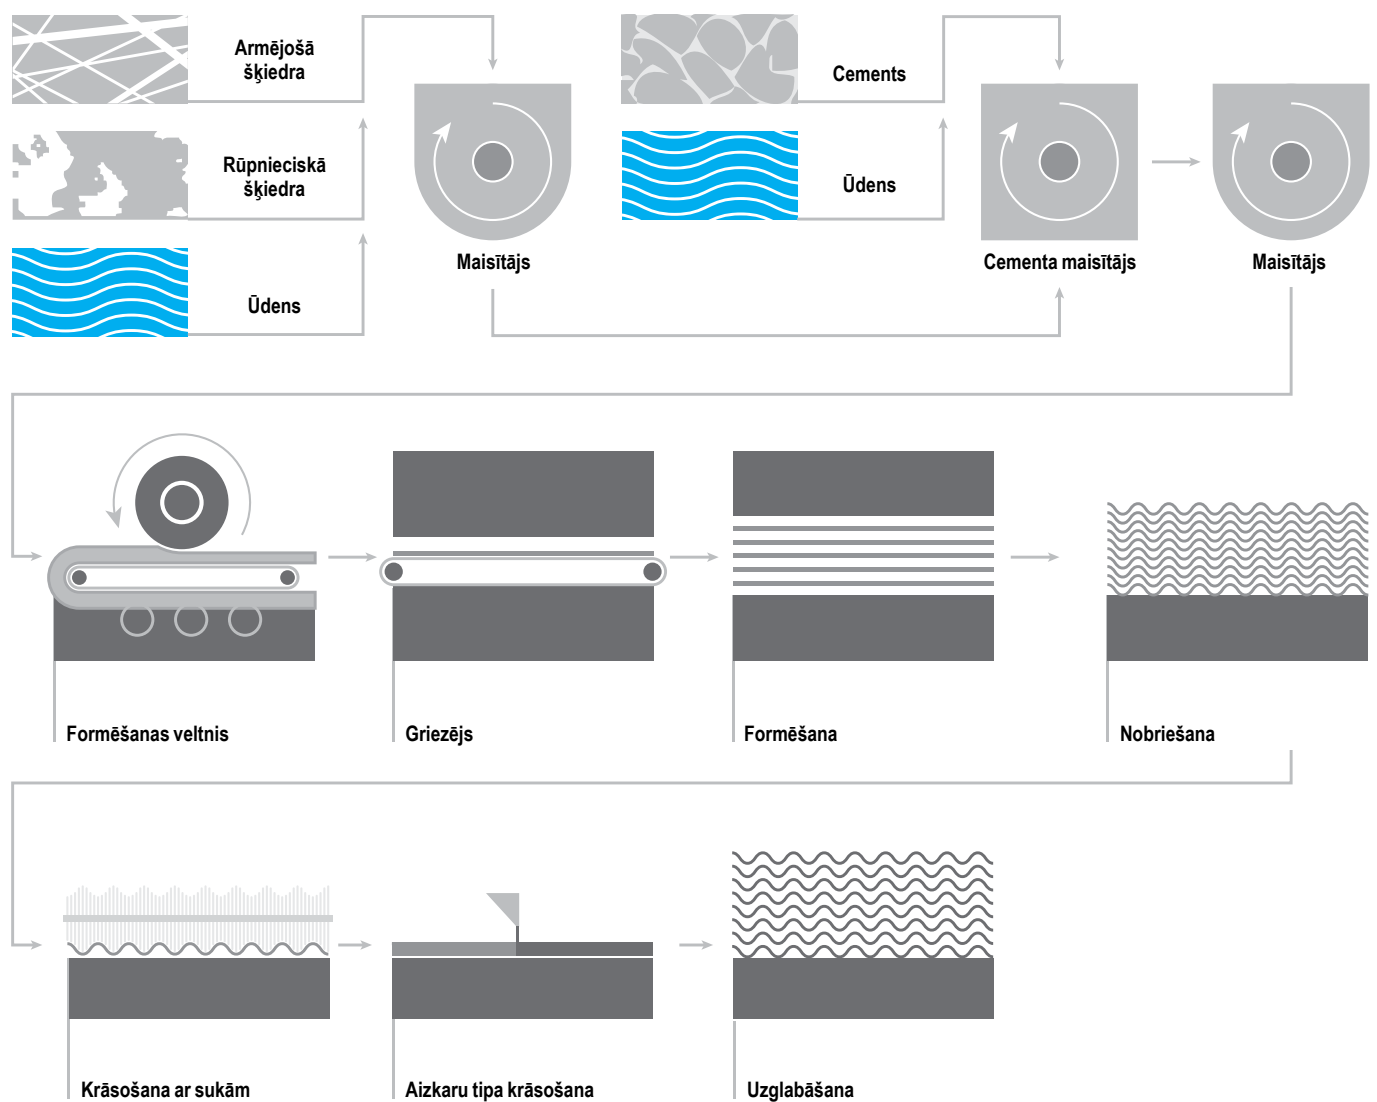 Armējošā
šķiedra
Cements
Rūpnieciskā
šķiedra
Ūdens
Ūdens
Maisītājs
Cementa maisītājs
Maisītājs
Formēšanas veltnis
Griezējs
Formēšana
Nobriešana
Krāsošana ar sukām
Aizkaru tipa krāsošana
Uzglabāšana